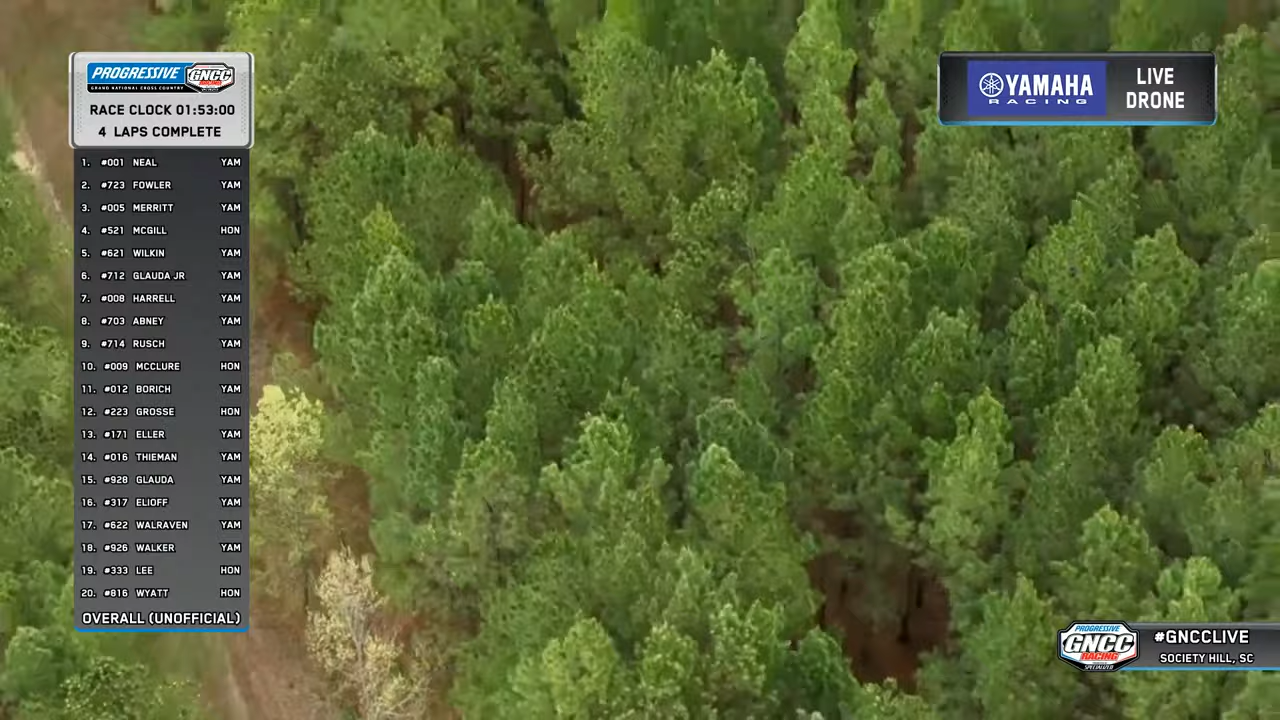 PROGRESSIVE GNCC RACING
GRAND NATIONAL CROSS COUNTRY
RACE CLOCK 01:53:00
4 LAPS COMPLETE
1. #001 NEAL YAM
2. #723 FOWLER YAM
3. #005 MERRITT YAM
4. #521 MCGILL HON
5. #621 WILKIN YAM
6. #712 GLAUDA JR YAM
7. #008 HARRELL YAM
8. #703 ABNEY YAM
9. #714 RUSCH YAM
10. #009 MCCLURE HON
11. #012 BORICH YAM
12. #223 GROSSE HON
13. #171 ELLER YAM
14. #016 THIEMAN YAM
15. #928 GLAUDA YAM
16. #317 ELIOFF YAM
17. #622 WALRAVEN YAM
18. #926 WALKER YAM
19. #333 LEE HON
20. #816 WYATT HON
OVERALL (UNOFFICIAL)
YAMAHA
RACING
LIVE
DRONE
PROGRESSIVE
GNCC
RACING
SPECIALIZED
#GNCCLIVE
SOCIETY HILL, SC